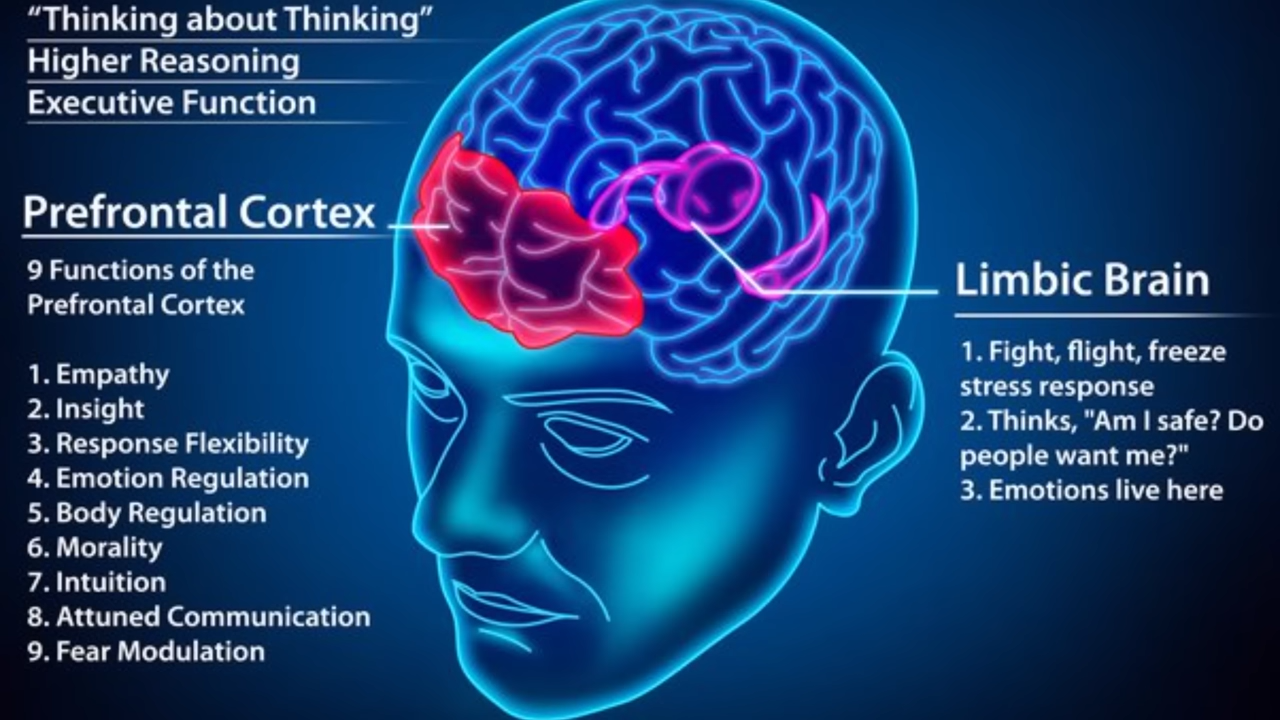 “Thinking about Thinking”
Higher Reasoning
Executive Function
Prefrontal Cortex
9 Functions of the
Prefrontal Cortex
1. Empathy
2. Insight
3. Response Flexibility
4. Emotion Regulation
5. Body Regulation
6. Morality
7. Intuition
8. Attuned Communication
9. Fear Modulation
Limbic Brain
1. Fight, flight, freeze
stress response
2. Thinks, "Am I safe? Do
people want me?"
3. Emotions live here